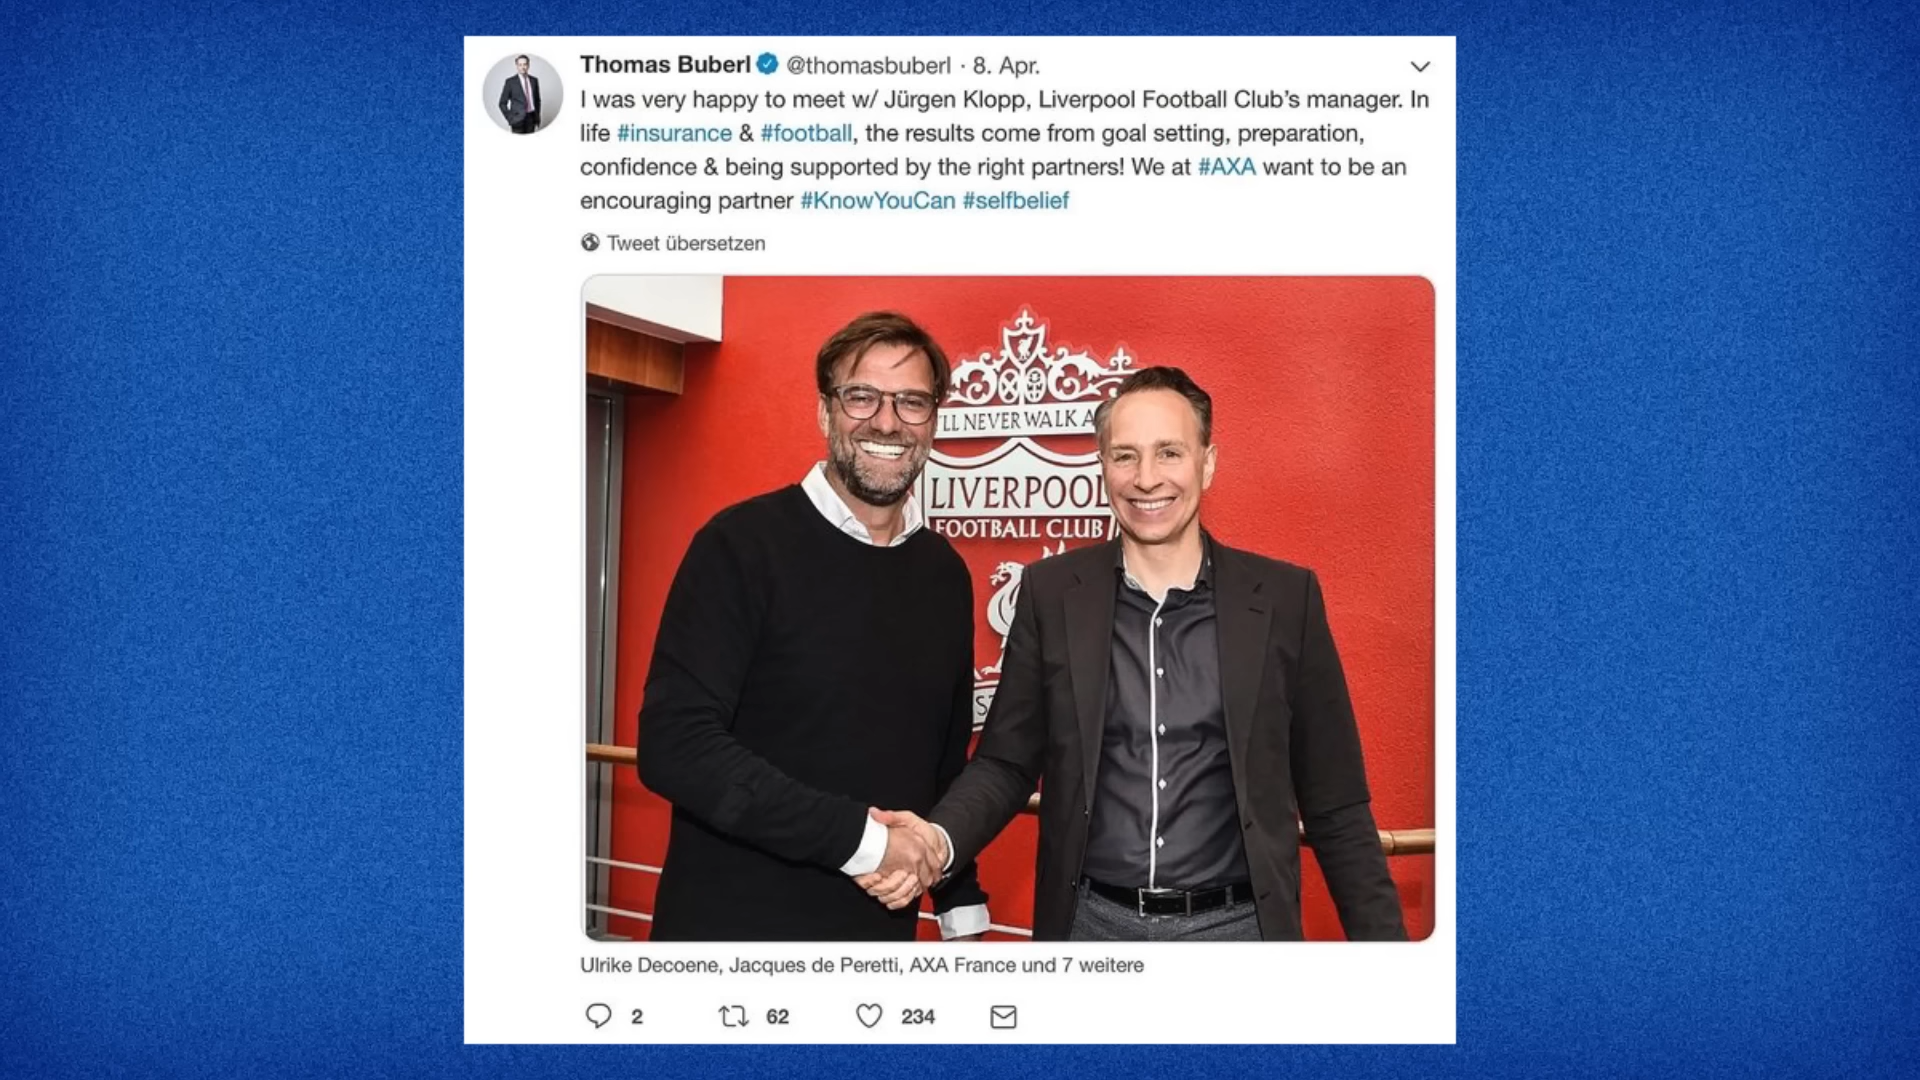 Thomas Buberl @thomasbuberl · 8. Apr.
I was very happy to meet w/ Jürgen Klopp, Liverpool Football Club’s manager. In
life #insurance & #football, the results come from goal setting, preparation,
confidence & being supported by the right partners! We at #AXA want to be an
encouraging partner #KnowYouCan #selfbelief
Tweet übersetzen
'LL NEVER WALK A
LIVERPOOL
FOOTBALL CLUB
Ulrike Decoene, Jacques de Peretti, AXA France und 7 weitere
2 62 234